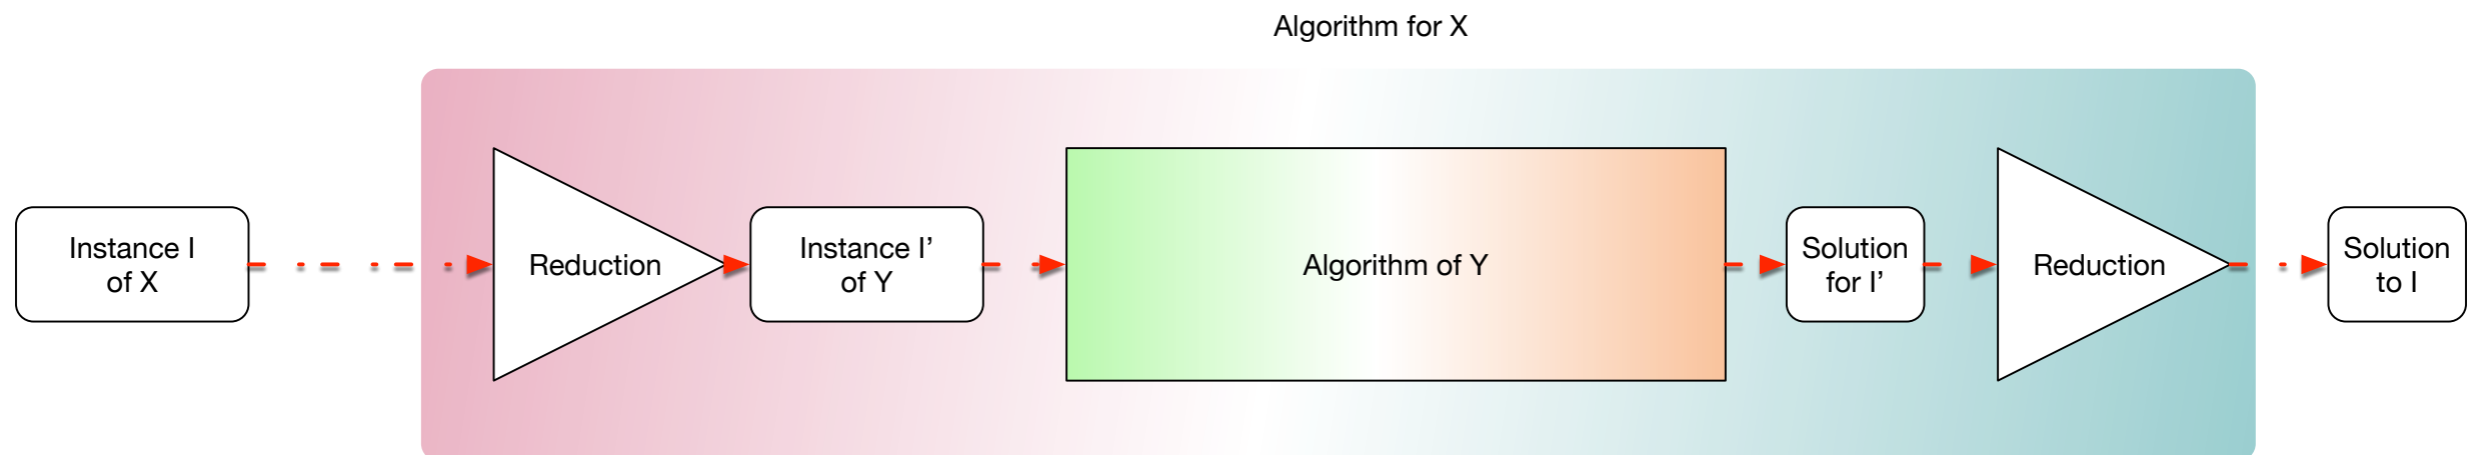 Algorithm for X
Instance I
of X
Reduction
Instance I’
of Y
Algorithm of Y
Solution
for I’
Reduction
Solution
to I